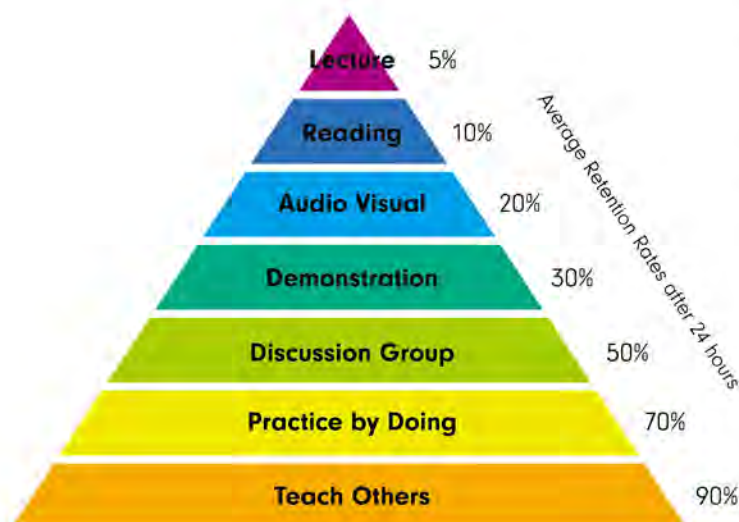 Lecture 5%
Reading 10%
Audio Visual 20%
Demonstration 30%
Discussion Group 50%
Practice by Doing 70%
Teach Others 90%
Average Retention Rates after 24 hours